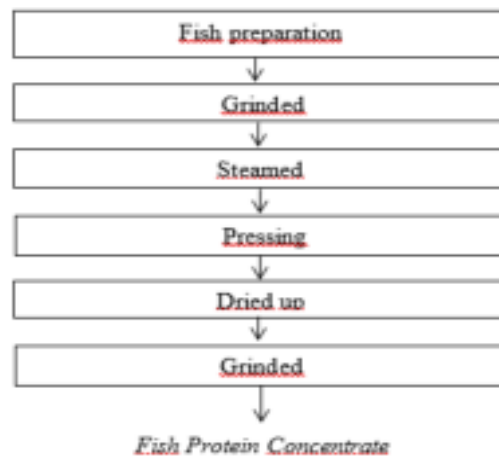 Fish preparation
Grinded
Steamed
Pressing
Dried up
Grinded
Fish Protein Concentrate